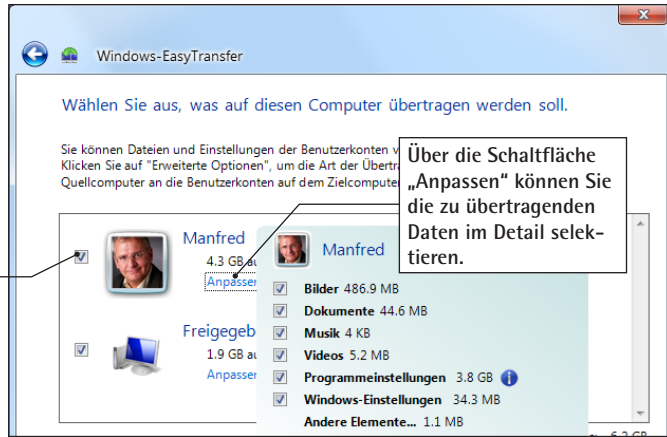 Windows-EasyTransfer
Wählen Sie aus, was auf diesen Computer übertragen werden soll.
Sie können Dateien und Einstellungen der Benutzerkonten
Klicken Sie auf "Erweiterte Optionen", um die Art der
Quellcomputer an die Benutzerkonten auf dem
Über die Schaltfläche
„Anpassen“ können Sie
die zu übertragenden
Daten im Detail selek-
tieren.
Manfred
4.3 GB
Anpassen
Freigegeb
1.9 GB
Anpassen
Manfred
Bilder 486.9 MB
Dokumente 44.6 MB
Musik 4 KB
Videos 5.2 MB
Programmeinstellungen 3.8 GB
Windows-Einstellungen 34.3 MB
Andere Elemente... 1.1 MB